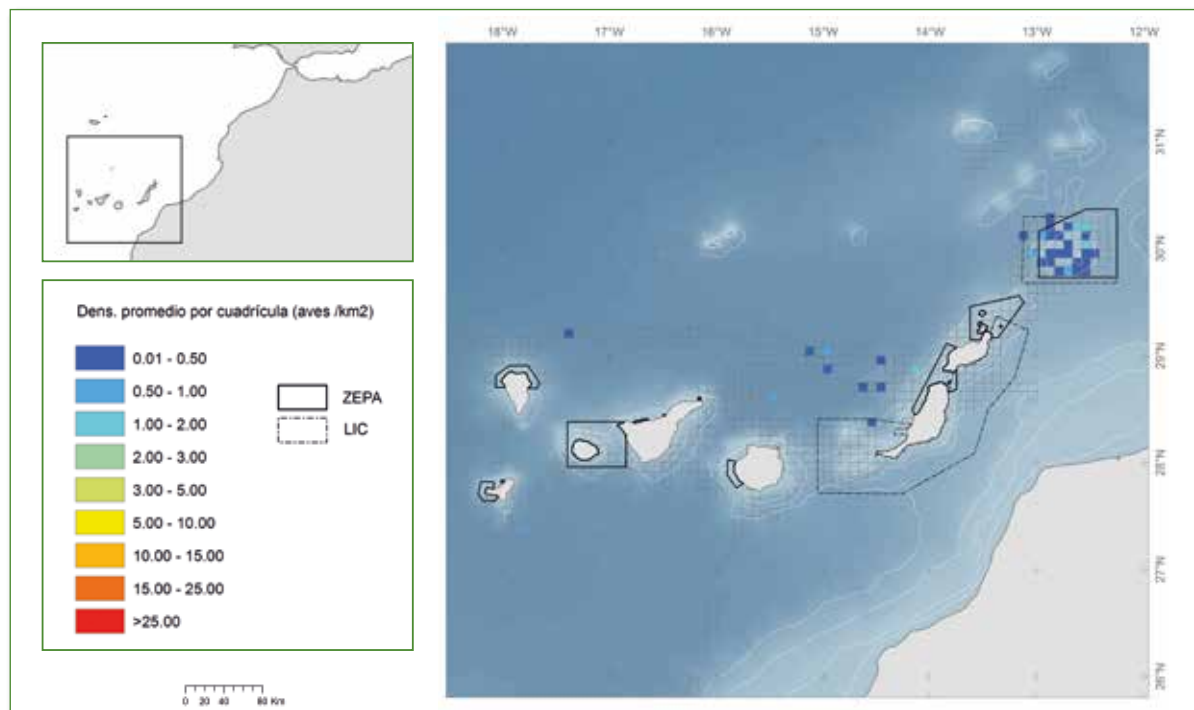 18°W 17°W 16°W 15°W 14°W 13°W 12°W
31°N
30°N
29°N
28°N
27°N
26°N
Dens. promedio por cuadrícula (aves /km2)
0.01 - 0.50
0.50 - 1.00
1.00 - 2.00
2.00 - 3.00
3.00 - 5.00
5.00 - 10.00
10.00 - 15.00
15.00 - 25.00
>25.00
ZEPA
LIC
0 20 40 80 Km